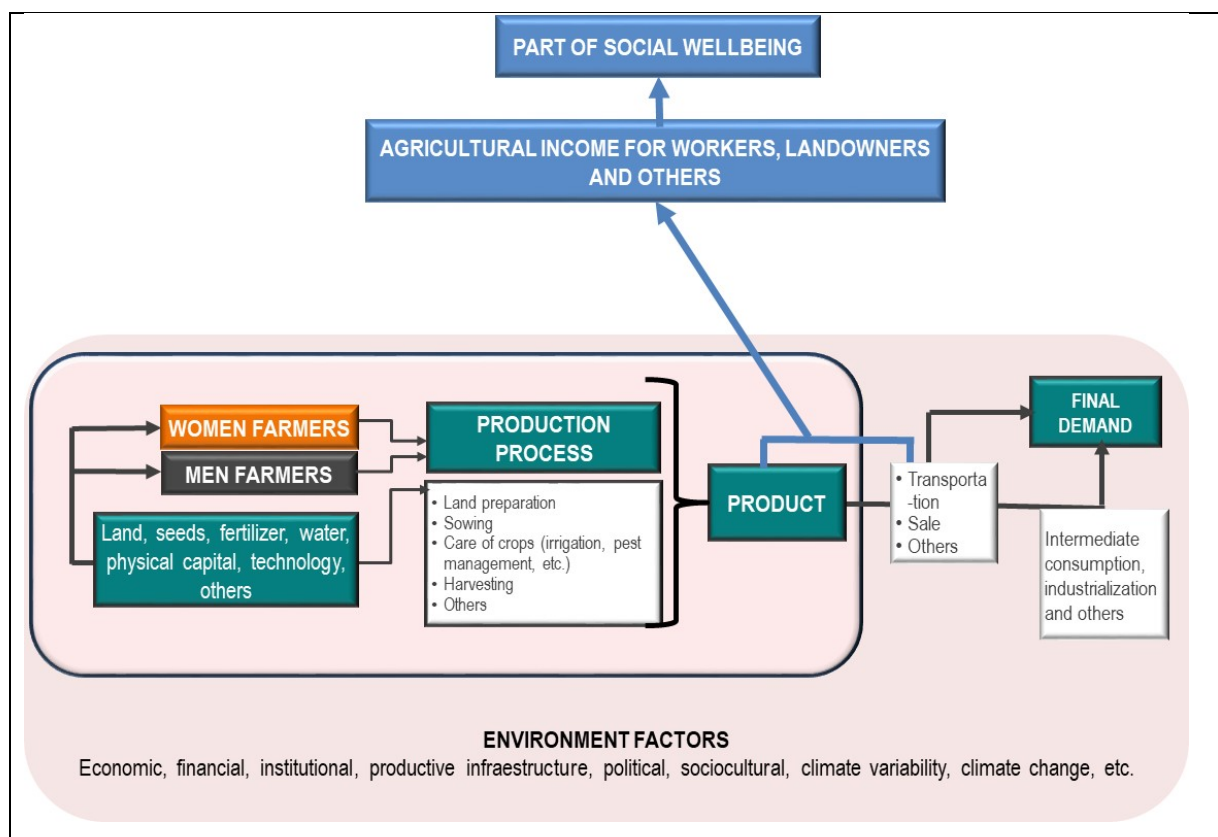 PART OF SOCIAL WELLBEING
AGRICULTURAL INCOME FOR WORKERS, LANDOWNERS
AND OTHERS
WOMEN FARMERS
MEN FARMERS
Land, seeds, fertilizer, water,
physical capital, technology,
others
PRODUCTION
PROCESS
• Land preparation
• Sowing
• Care of crops (irrigation, pest
management, etc.)
• Harvesting
• Others
PRODUCT
• Transporta
-tion
• Sale
• Others
FINAL
DEMAND
Intermediate
consumption,
industrialization
and others
ENVIRONMENT FACTORS
Economic, financial, institutional, productive infraestructure, political, sociocultural, climate variability, climate change, etc.